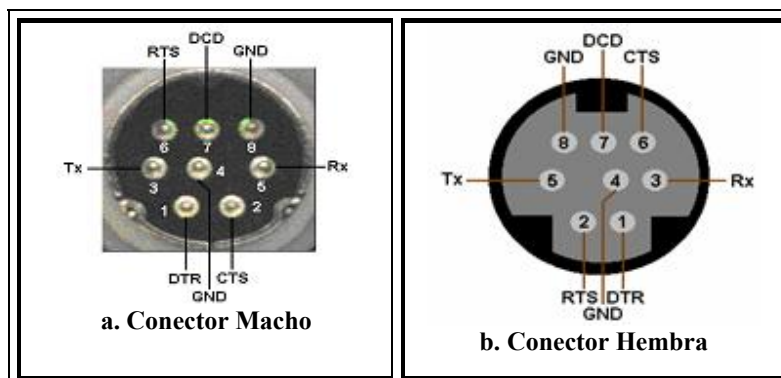 DCD
RTS GND
6 7 8
Tx 3 4 5 Rx
1 2
DTR CTS
GND
a. Conector Macho
DCD
GND CTS
8 7 6
Tx 5 4 3 Rx
2 1
RTS DTR
GND
b. Conector Hembra